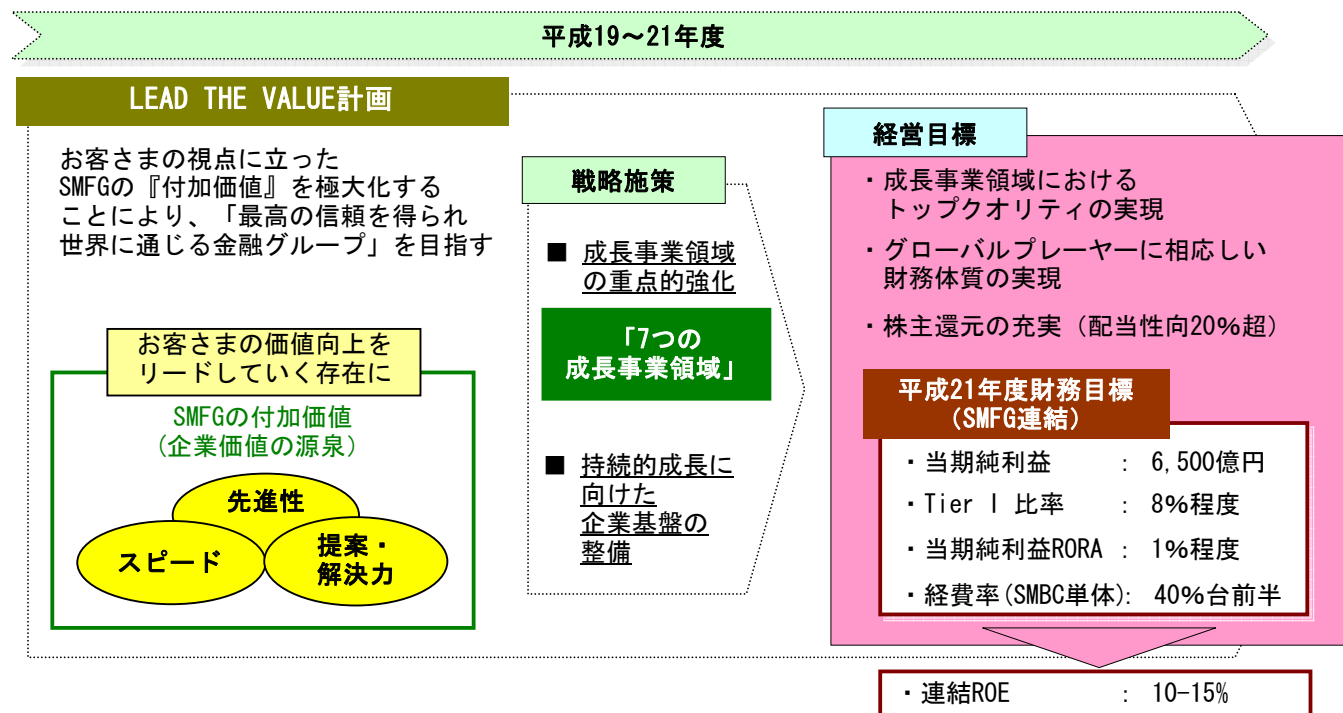 平成19～21年度
LEAD THE VALUE計画
お客さまの視点に立った
SMFGの『付加価値』を極大化する
ことにより、「最高の信頼を得られ
世界に通じる金融グループ」を目指す
お客さまの価値向上を
リードしていく存在に
SMFGの付加価値
(企業価値の源泉)
先進性
スピード
提案・
解決力
戦略施策
■ 成長事業領域
の重点的強化
「7つの
成長事業領域」
■ 持続的成長に
向けた
企業基盤の
整備
経営目標
・成長事業領域における
トップクオリティの実現
・グローバルプレーヤーに相応しい
財務体質の実現
・株主還元の充実（配当性向20％超）
平成21年度財務目標
(SMFG連結)
・当期純利益 : 6,500億円
・Tier Ⅰ 比率 : 8%程度
・当期純利益RORA : 1%程度
・経費率(SMBC単体): 40%台前半
・連結ROE : 10-15%